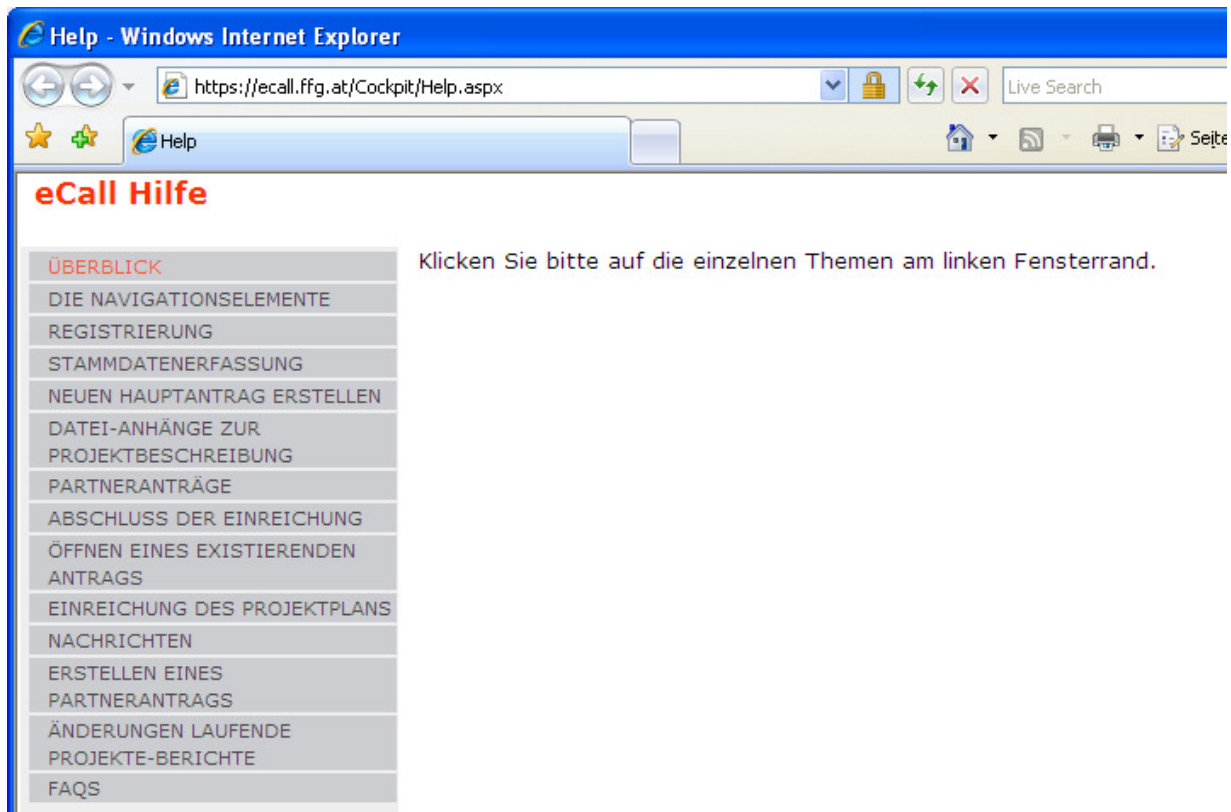 Help - Windows Internet Explorer
https://ecall.ffg.at/Cockpit/Help.aspx
Live Search
Help
Seite
eCall Hilfe
Klicken Sie bitte auf die einzelnen Themen am linken Fensterrand.
ÜBERBLICK
DIE NAVIGATIONSELEMENTE
REGISTRIERUNG
STAMMDATENERFASSUNG
NEUEN HAUPTANTRAG ERSTELLEN
DATEI-ANHÄNGE ZUR
PROJEKTBESCHREIBUNG
PARTNERANTRÄGE
ABSCHLUSS DER EINREICHUNG
ÖFFNEN EINES EXISTIERENDEN
ANTRAGS
EINREICHUNG DES PROJEKTPLANS
NACHRICHTEN
ERSTELLEN EINES
PARTNERANTRAGS
ÄNDERUNGEN LAUFENDE
PROJEKTE-BERICHTE
FAQS